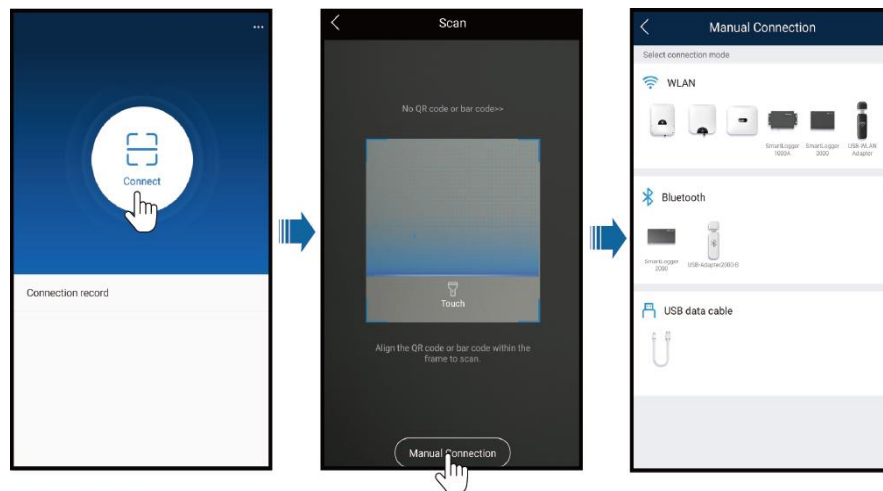 ...
Connect
Connection record
Scan
No QR code or bar code>>
Touch
Align the QR code or bar code within the
frame to scan.
Manual Connection
Manual Connection
Select connection mode
WLAN
SmartLogger
1000A
SmartLogger
3000
USB-WLAN
Adapter
Bluetooth
SmartLogger
2000
USB-Adapter2000-B
USB data cable